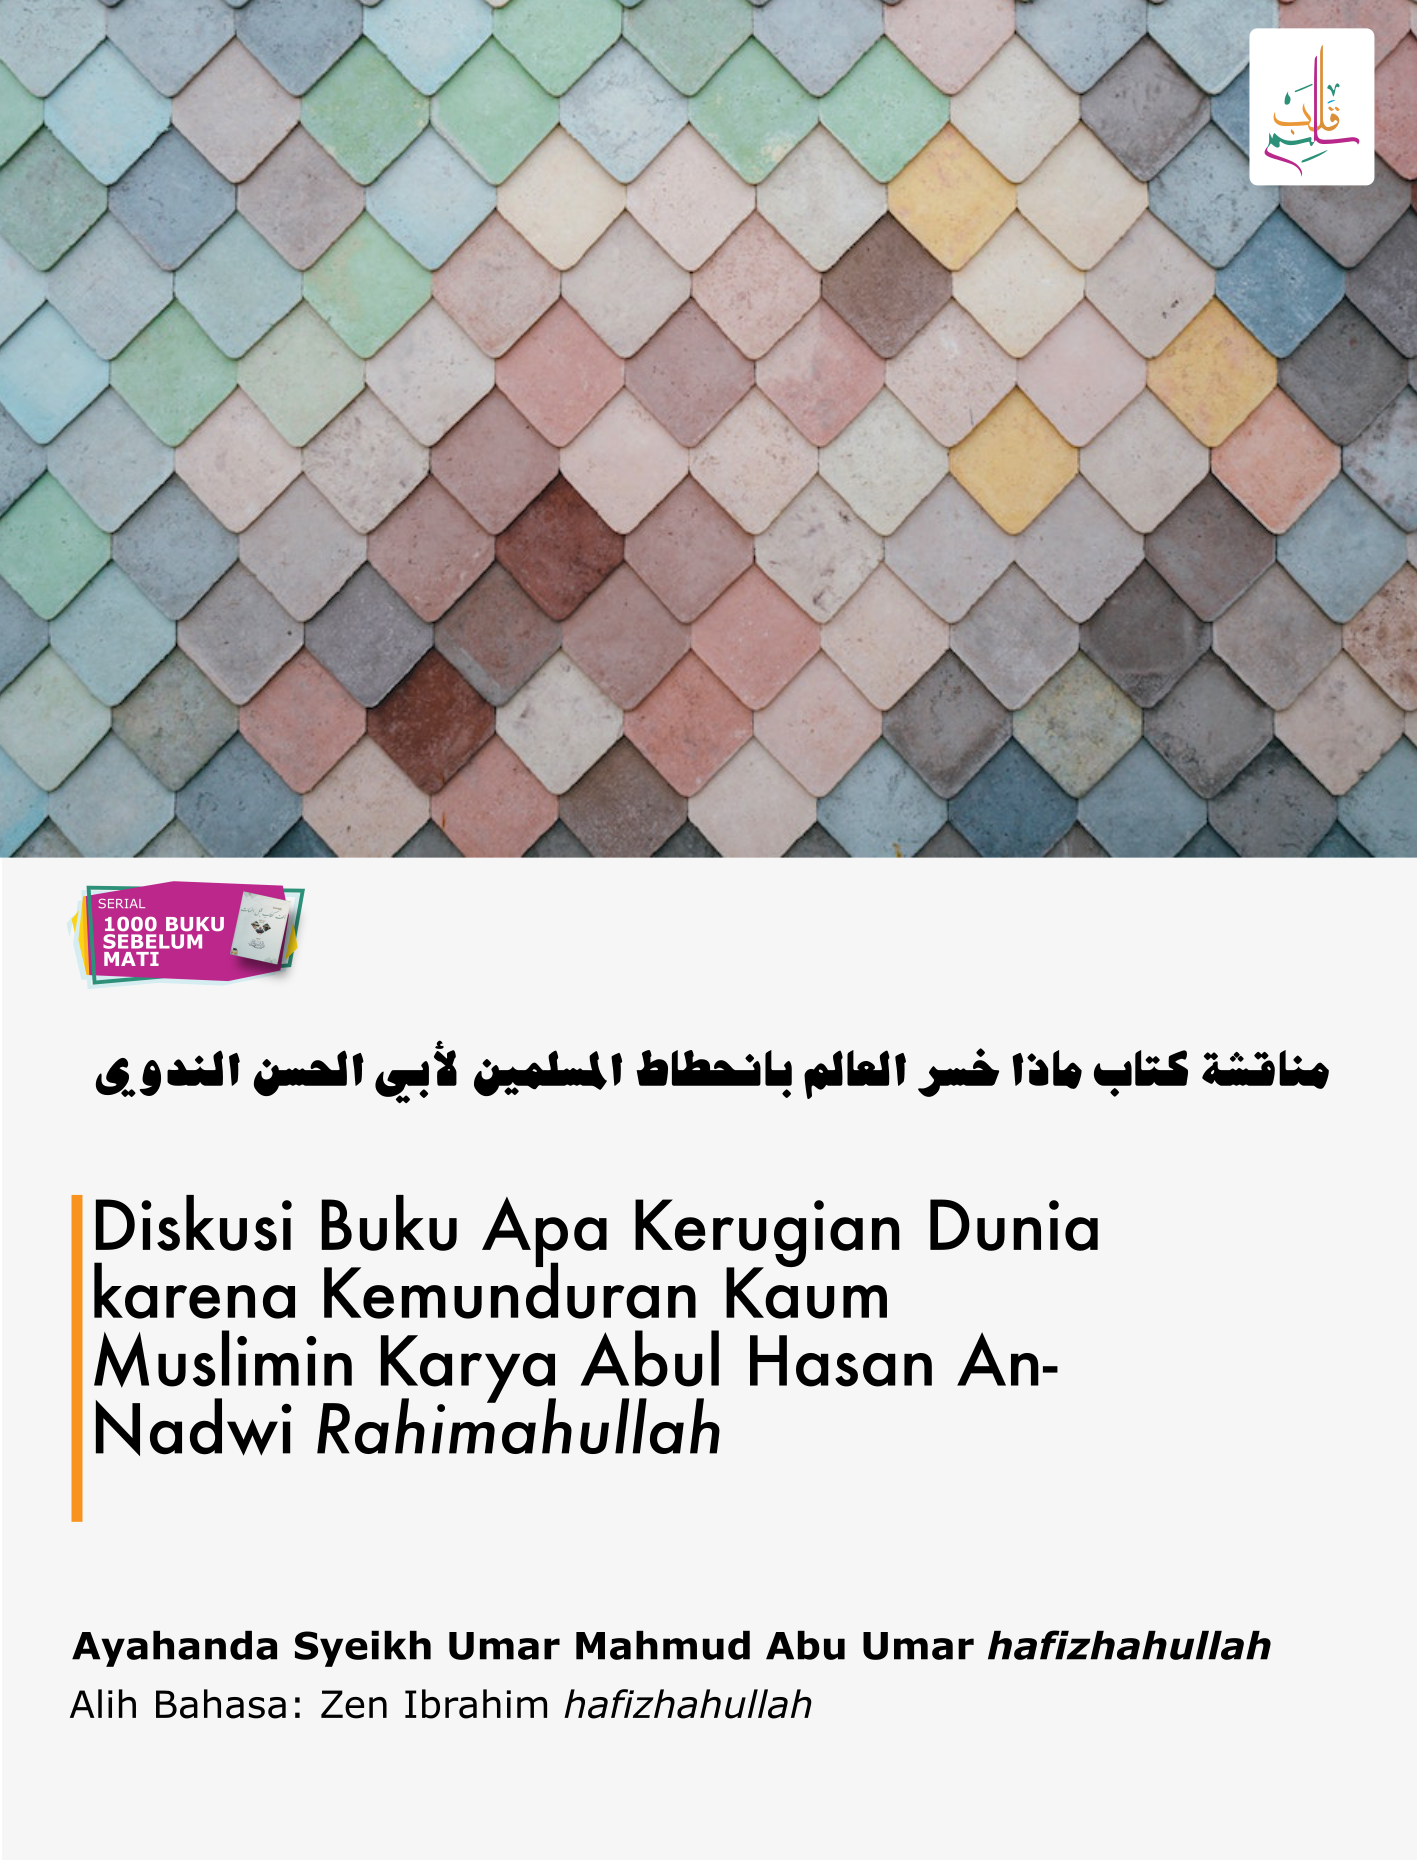 قلب
سليم
SERIAL
1000 BUKU
SEBELUM
MATI
مناقشة كتاب ماذا خسر العالم بانحطاط المسلمين لأبي الحسن الندوي
Diskusi Buku Apa Kerugian Dunia
karena Kemunduran Kaum
Muslimin Karya Abul Hasan An-
Nadwi Rahimahullah
Ayahanda Syeikh Umar Mahmud Abu Umar hafizhahullah
Alih Bahasa: Zen Ibrahim hafizhahullah